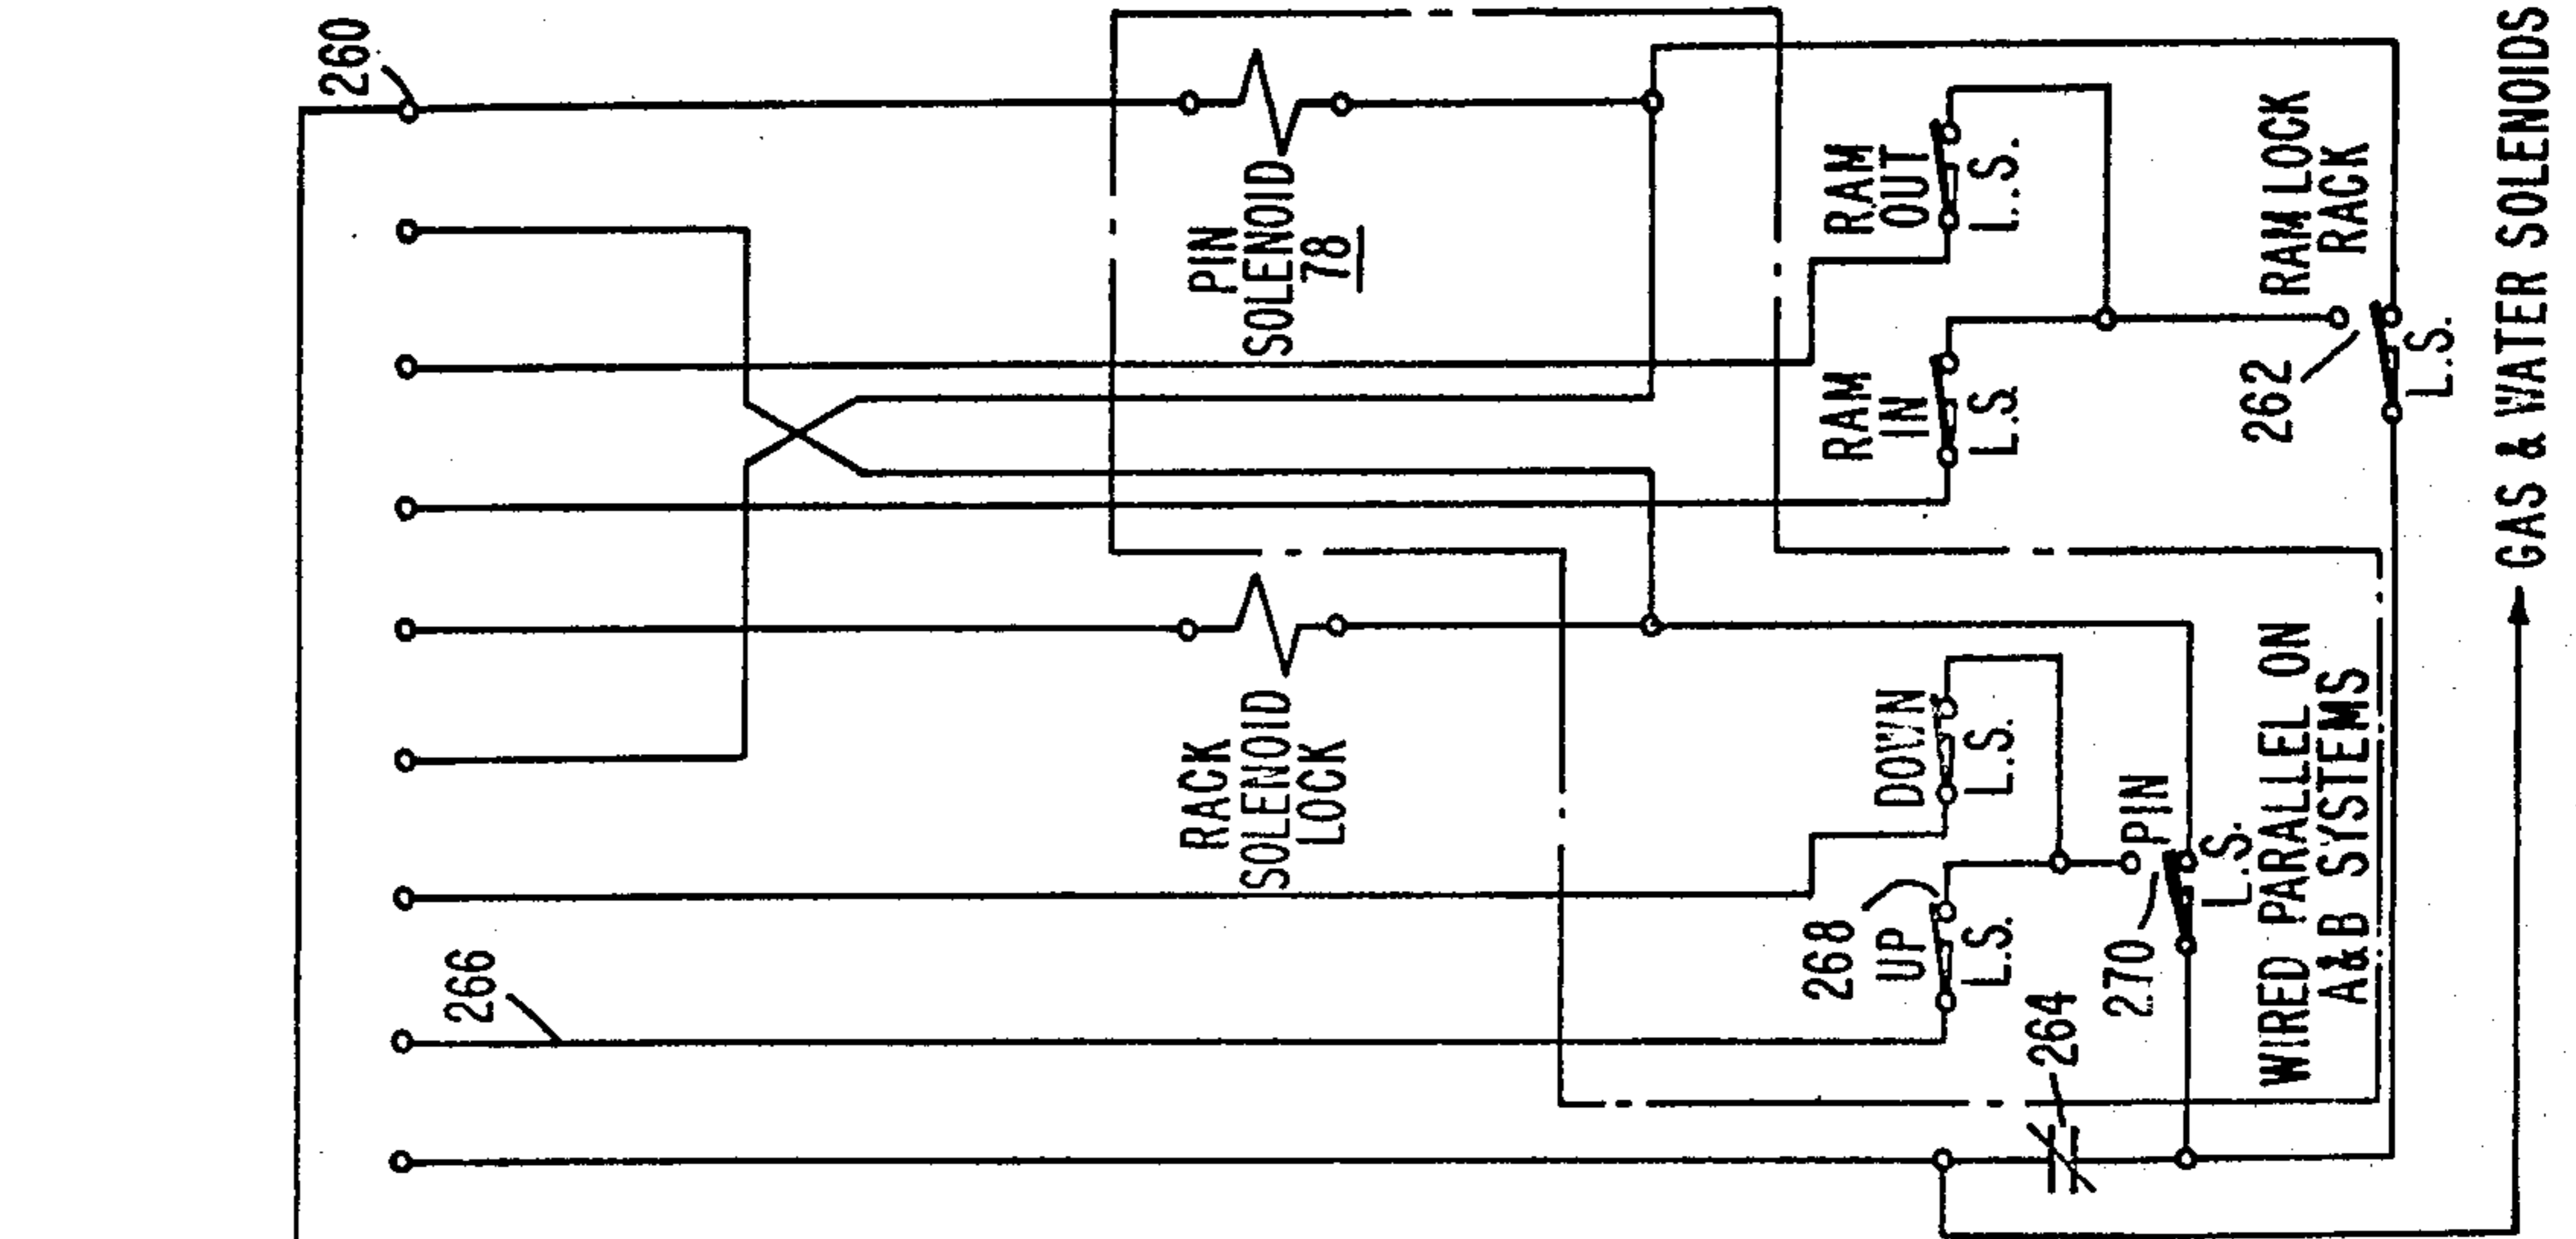 260
PIN
SOLENOID
78
RAM
OUT
L.S.
RAM LOCK
RACK
RAM
IN
L.S.
262
L.S.
GAS & WATER SOLENOIDS
RACK
SOLENOID
LOCK
DOWN
L.S.
268
UP
L.S.
PIN
270
L.S.
WIRED PARALLEL ON
A&B SYSTEMS
266
264